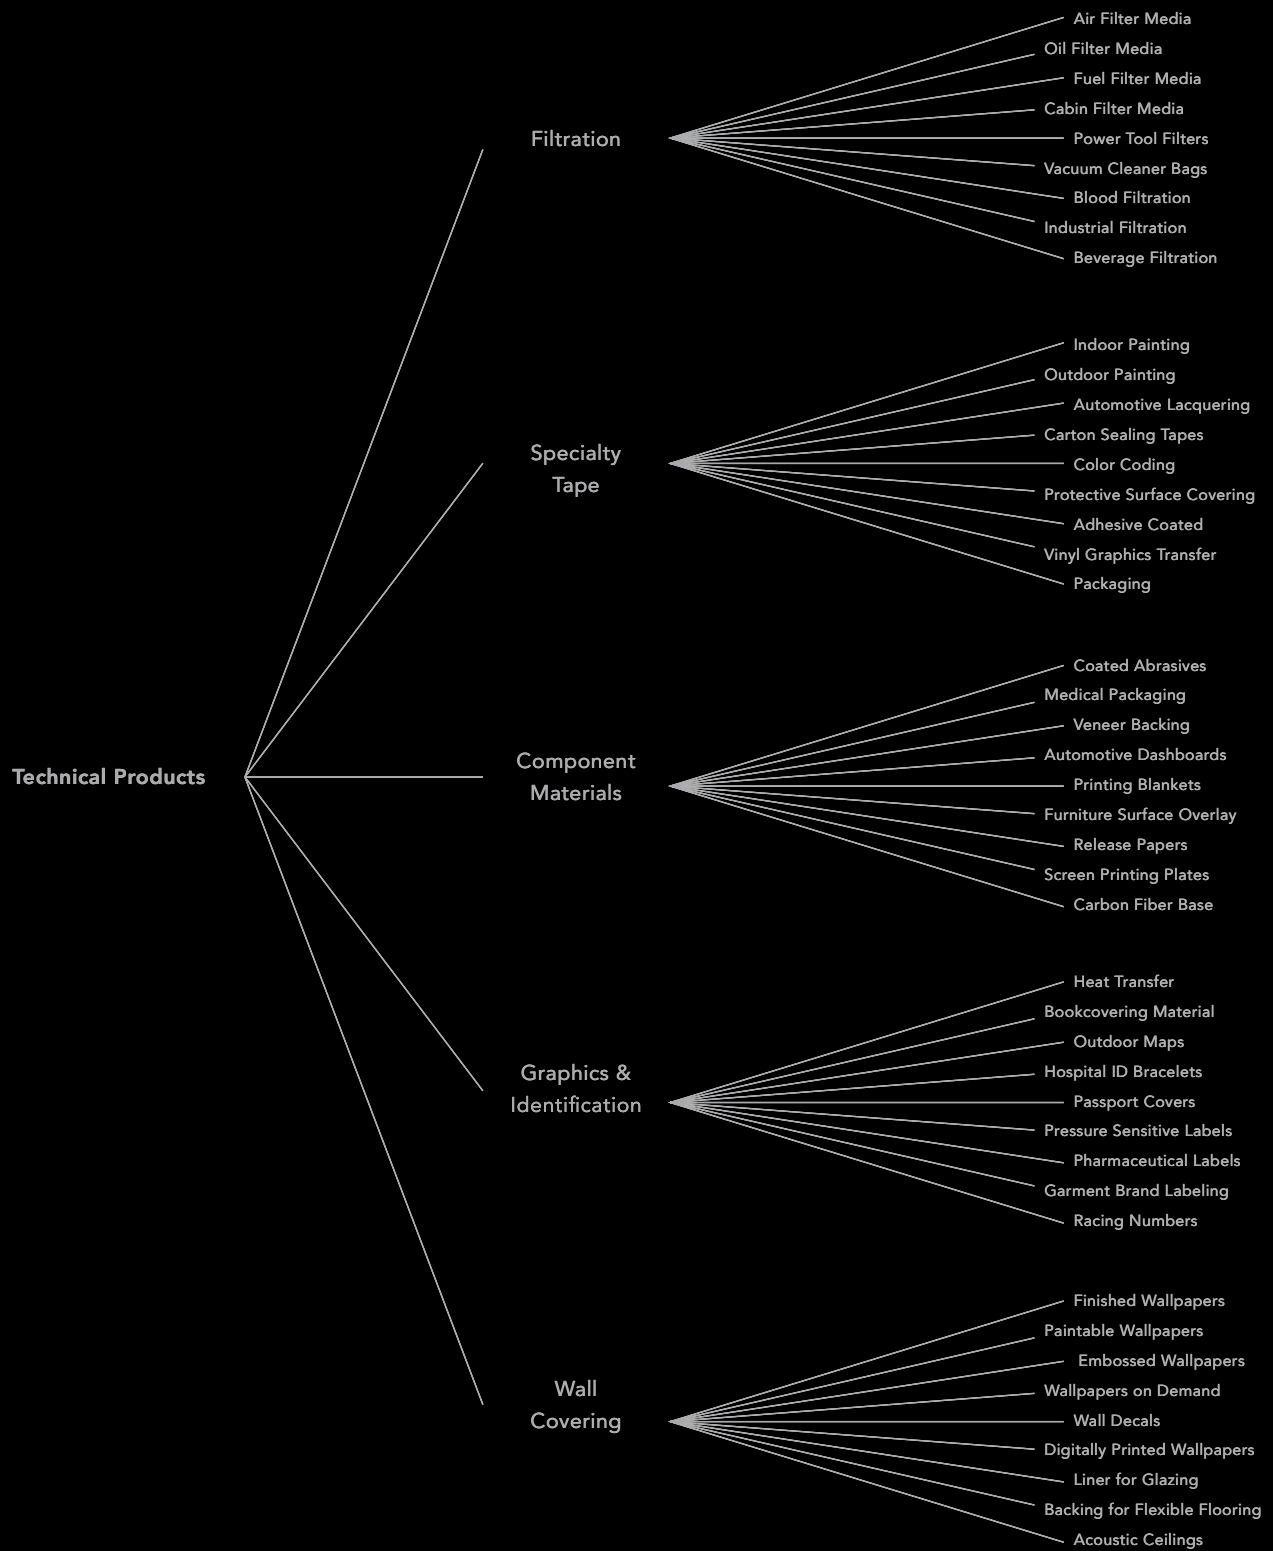 Technical Products
Filtration
Air Filter Media
Oil Filter Media
Fuel Filter Media
Cabin Filter Media
Power Tool Filters
Vacuum Cleaner Bags
Blood Filtration
Industrial Filtration
Beverage Filtration
Specialty
Tape
Indoor Painting
Outdoor Painting
Automotive Lacquering
Carton Sealing Tapes
Color Coding
Protective Surface Covering
Adhesive Coated
Vinyl Graphics Transfer
Packaging
Component
Materials
Coated Abrasives
Medical Packaging
Veneer Backing
Automotive Dashboards
Printing Blankets
Furniture Surface Overlay
Release Papers
Screen Printing Plates
Carbon Fiber Base
Graphics &
Identification
Heat Transfer
Bookcovering Material
Outdoor Maps
Hospital ID Bracelets
Passport Covers
Pressure Sensitive Labels
Pharmaceutical Labels
Garment Brand Labeling
Racing Numbers
Wall
Covering
Finished Wallpapers
Paintable Wallpapers
Embossed Wallpapers
Wallpapers on Demand
Wall Decals
Digitally Printed Wallpapers
Liner for Glazing
Backing for Flexible Flooring
Acoustic Ceilings